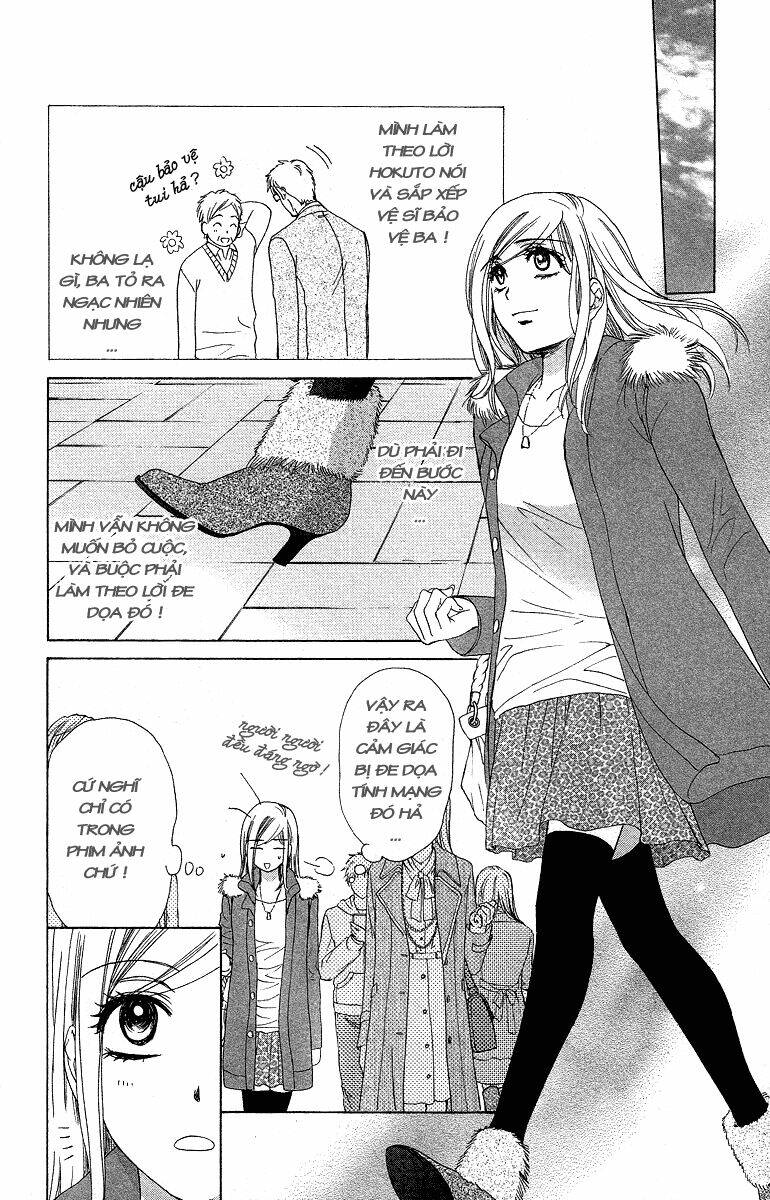 MÌNH LÀM
THEO LỜI
HOKUTO NÓI
VÀ SẮP XẾP
VỆ SĨ BẢO
VỆ BA !
cậu bảo vệ
tui hả ?
KHÔNG LẠ
GÌ, BA TỎ RA
NGẠC NHIÊN
NHƯNG
...
DÙ PHẢI ĐI
ĐẾN BƯỚC
NÀY
...
MÌNH VẪN KHÔNG
MUỐN BỎ CUỘC,
VÀ BUỘC PHẢI
LÀM THEO LỜI ĐE
DỌA ĐÓ !
VẬY RA
ĐÂY LÀ
CẢM GIÁC
BỊ ĐE DỌA
TÍNH MẠNG
ĐÓ HẢ
...
người người
đều đáng ngờ !
CỨ NGHĨ
CHỈ CÓ
TRONG
PHIM ẢNH
CHỨ !